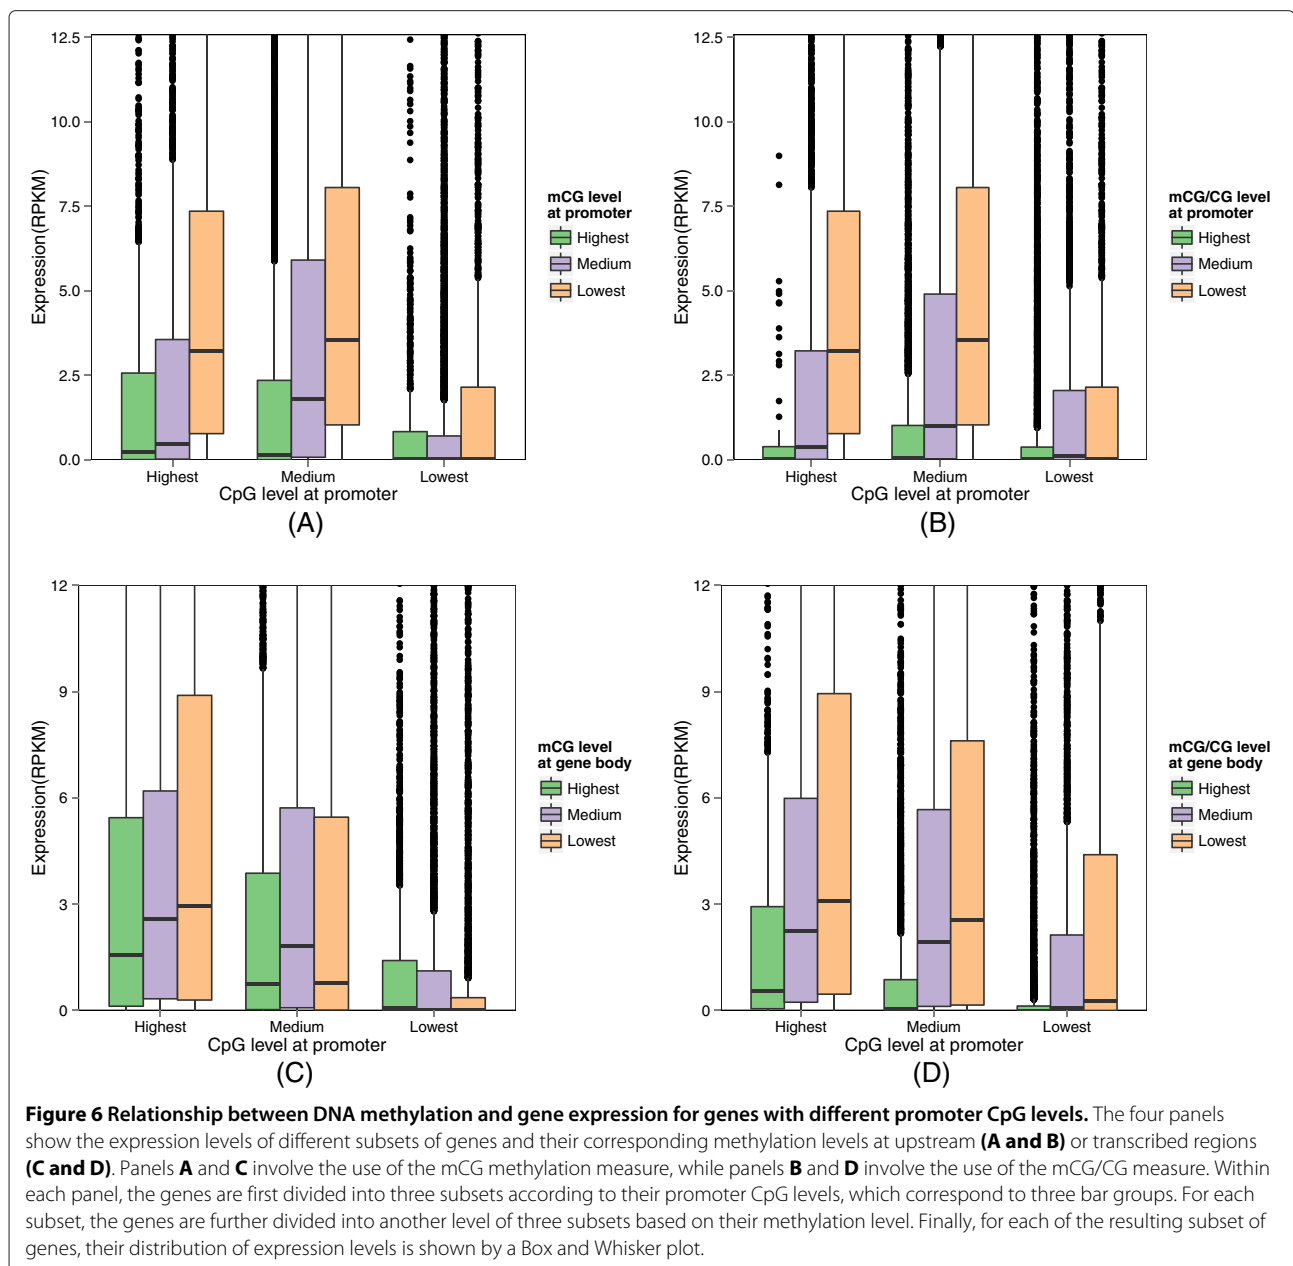 12.5
10.0
7.5
5.0
2.5
0.0
Expression(RPKM)
Highest
Medium
Lowest
CpG level at promoter
mCG level
at promoter
Highest
Medium
Lowest
(A)
12.5
10.0
7.5
5.0
2.5
0.0
Expression(RPKM)
Highest
Medium
Lowest
CpG level at promoter
mCG/CG level
at promoter
Highest
Medium
Lowest
(B)
12
9
6
3
0
Expression(RPKM)
Highest
Medium
Lowest
CpG level at promoter
mCG level
at gene body
Highest
Medium
Lowest
(C)
12
9
6
3
0
Expression(RPKM)
Highest
Medium
Lowest
CpG level at promoter
mCG/CG level
at gene body
Highest
Medium
Lowest
(D)
Figure 6 Relationship between DNA methylation and gene expression for genes with different promoter CpG levels. The four panels
show the expression levels of different subsets of genes and their corresponding methylation levels at upstream (A and B) or transcribed regions
(C and D). Panels A and C involve the use of the mCG methylation measure, while panels B and D involve the use of the mCG/CG measure. Within
each panel, the genes are first divided into three subsets according to their promoter CpG levels, which correspond to three bar groups. For each
subset, the genes are further divided into another level of three subsets based on their methylation level. Finally, for each of the resulting subset of
genes, their distribution of expression levels is shown by a Box and Whisker plot.